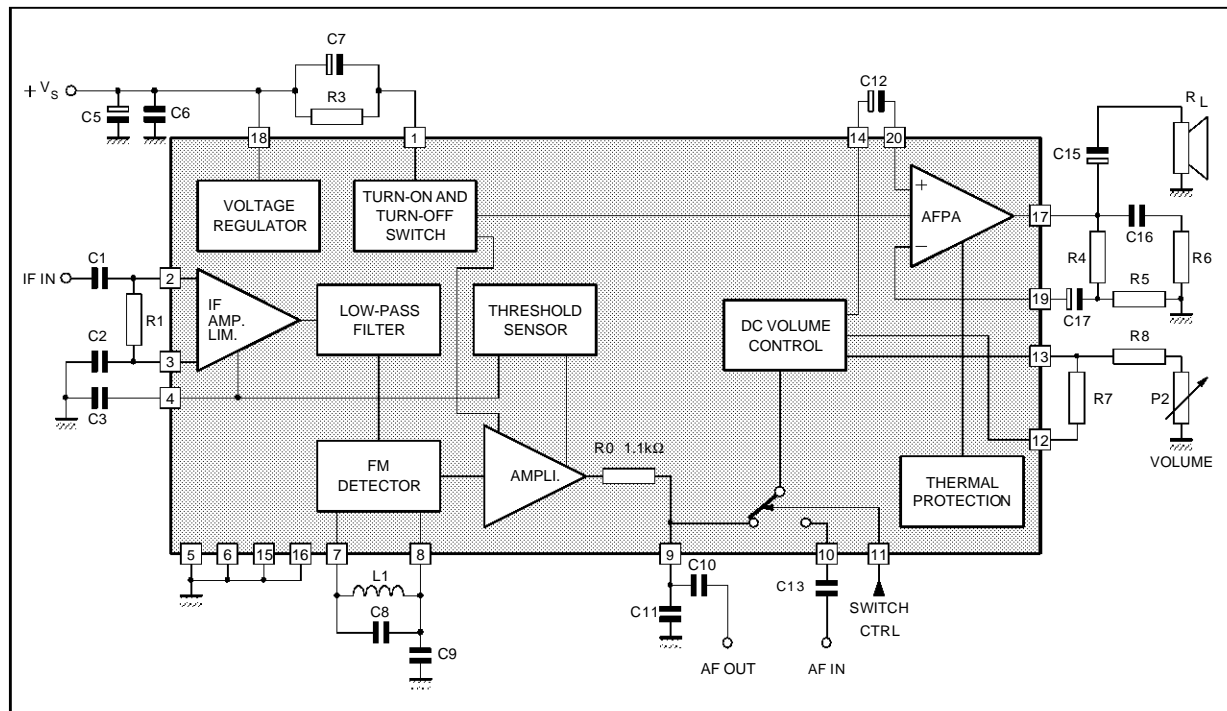 C7
+ V S
C5
C6
R3
C12
R L
18
1
14
20
C15
VOLTAGE
REGULATOR
TURN-ON AND
TURN-OFF
SWITCH
+
AFPA
−
17
C16
R4
R6
IF IN
C1
2
IF
AMP.
LIM.
LOW-PASS
FILTER
THRESHOLD
SENSOR
DC VOLUME
CONTROL
19
C17
R5
R1
C2
3
4
C3
13
R8
R7
P2
12
VOLUME
FM
DETECTOR
AMPLI.
R0 1.1kΩ
THERMAL
PROTECTION
5
6
15
16
7
8
9
10
11
L1
C8
C9
C10
C11
C13
SWITCH
CTRL
AF OUT
AF IN